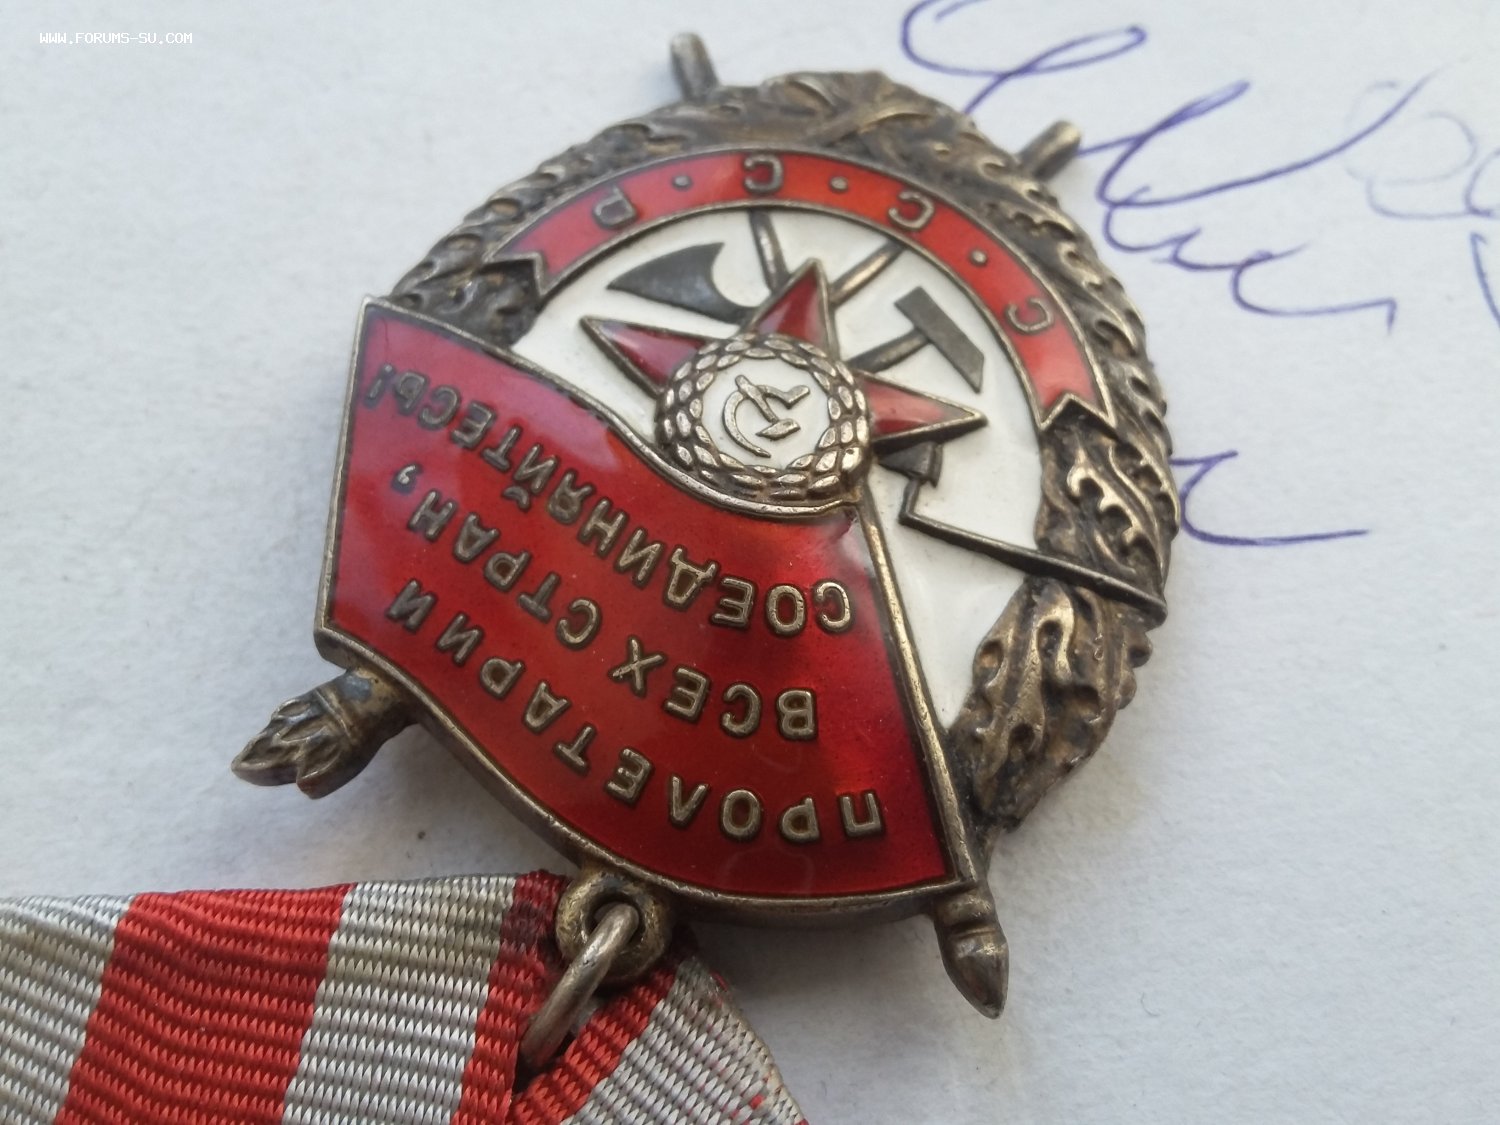 WWW.FORUMS-SU.COM
ПРОЛЕТАРИИ
ВСЕХ СТРАН,
СОЕДИНЯЙТЕСЬ!
С·С·С·Р